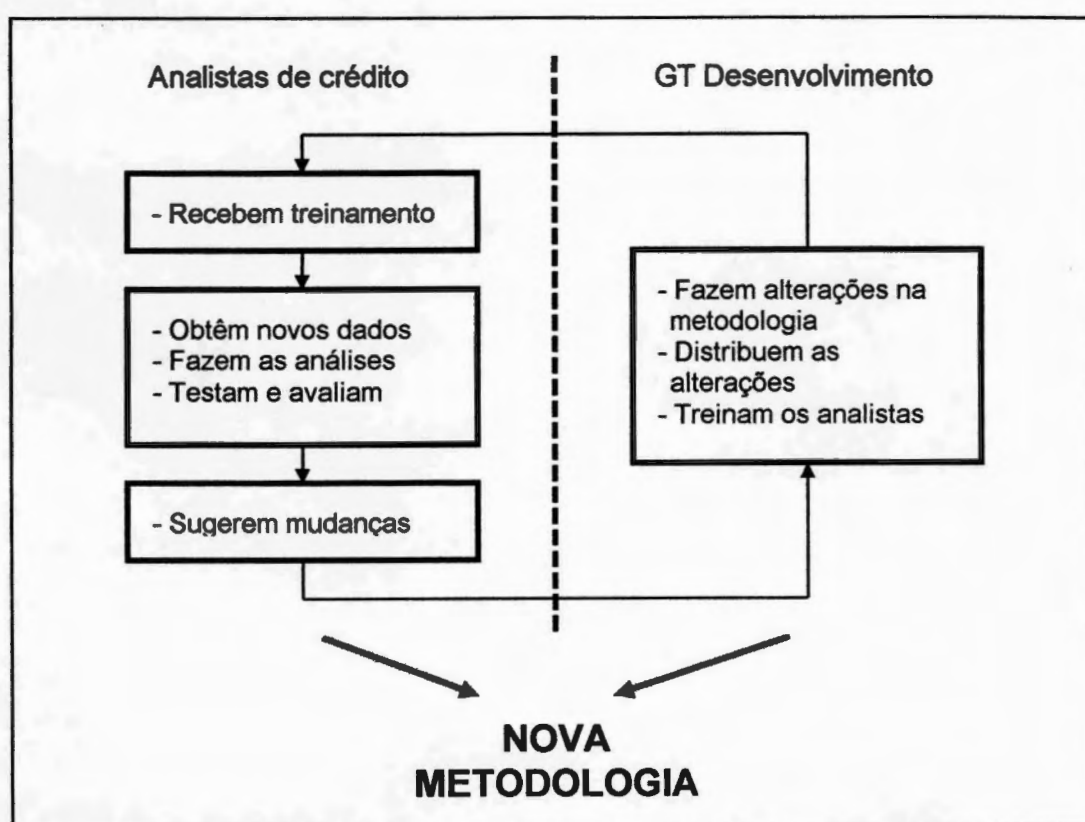 Analistas de crédito
GT Desenvolvimento
- Recebem treinamento
- Obtêm novos dados
- Fazem as análises
- Testam e avaliam
- Sugerem mudanças
- Fazem alterações na
metodologia
- Distribuem as
alterações
- Treinam os analistas
NOVA
METODOLOGIA